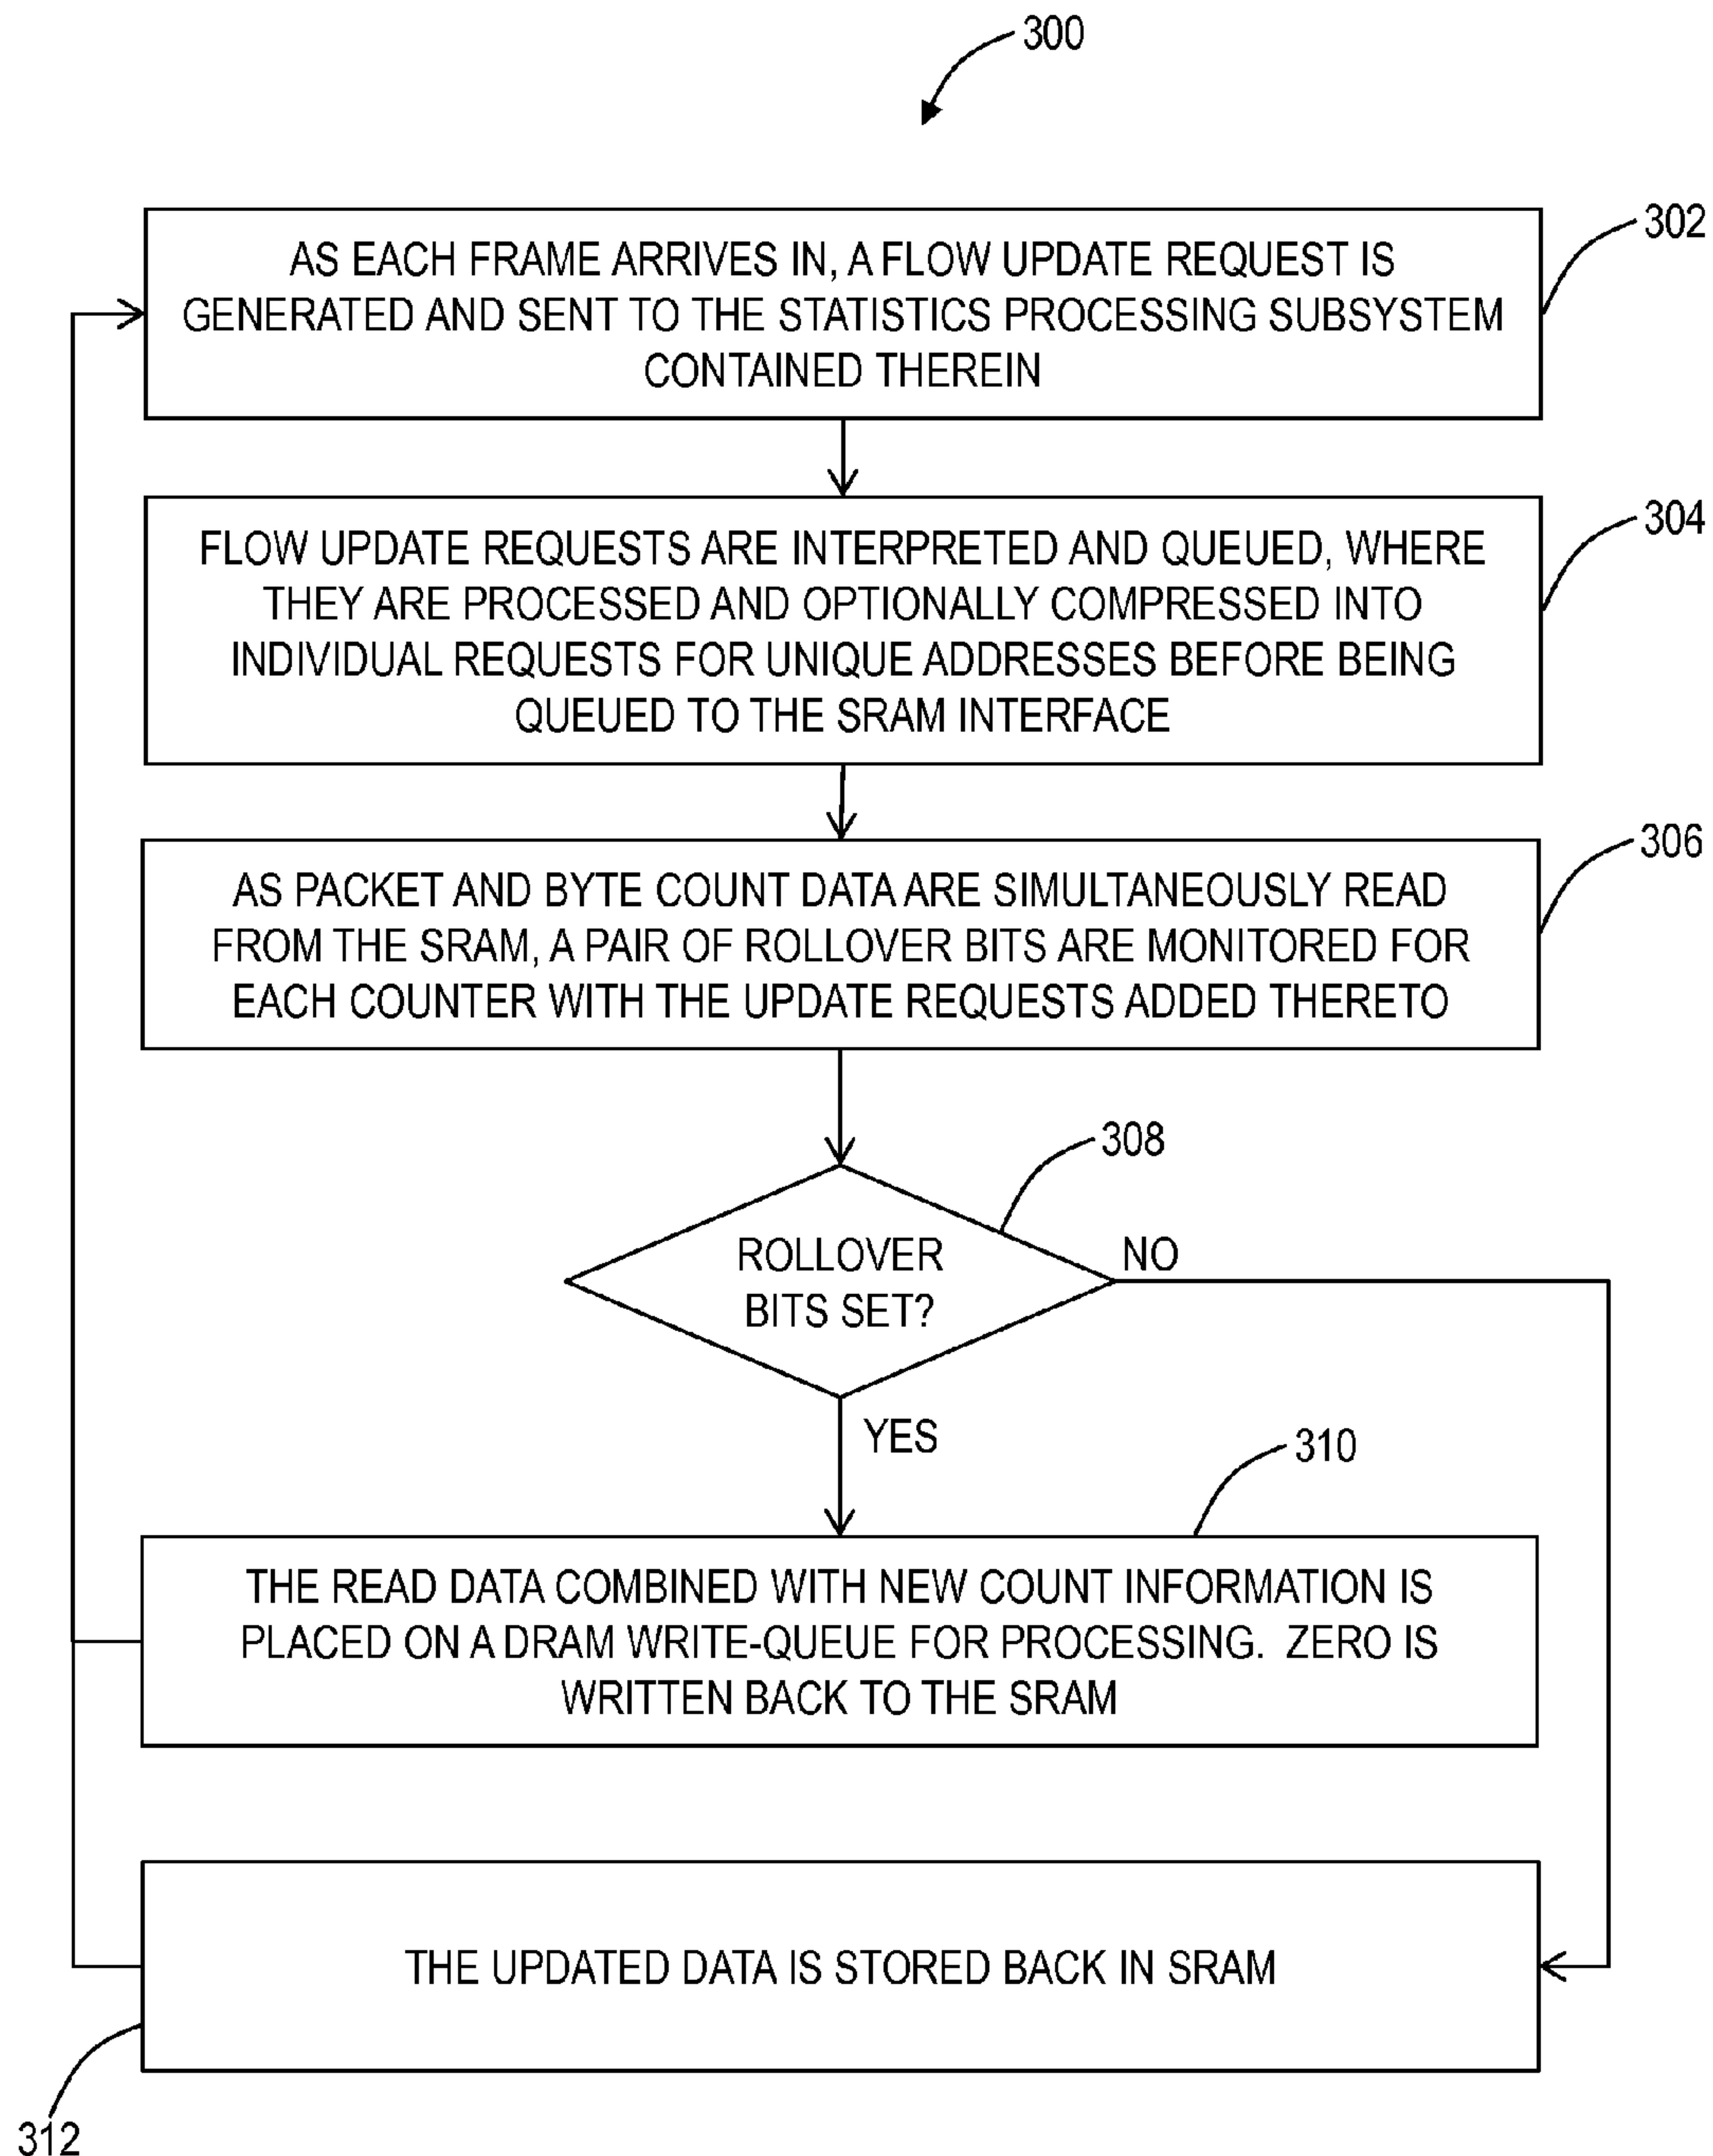 300
302
AS EACH FRAME ARRIVES IN, A FLOW UPDATE REQUEST IS
GENERATED AND SENT TO THE STATISTICS PROCESSING SUBSYSTEM
CONTAINED THEREIN
304
FLOW UPDATE REQUESTS ARE INTERPRETED AND QUEUED, WHERE
THEY ARE PROCESSED AND OPTIONALLY COMPRESSED INTO
INDIVIDUAL REQUESTS FOR UNIQUE ADDRESSES BEFORE BEING
QUEUED TO THE SRAM INTERFACE
306
AS PACKET AND BYTE COUNT DATA ARE SIMULTANEOUSLY READ
FROM THE SRAM, A PAIR OF ROLLOVER BITS ARE MONITORED FOR
EACH COUNTER WITH THE UPDATE REQUESTS ADDED THERETO
308
ROLLOVER
BITS SET?
NO
YES
310
THE READ DATA COMBINED WITH NEW COUNT INFORMATION IS
PLACED ON A DRAM WRITE-QUEUE FOR PROCESSING. ZERO IS
WRITTEN BACK TO THE SRAM
THE UPDATED DATA IS STORED BACK IN SRAM
312